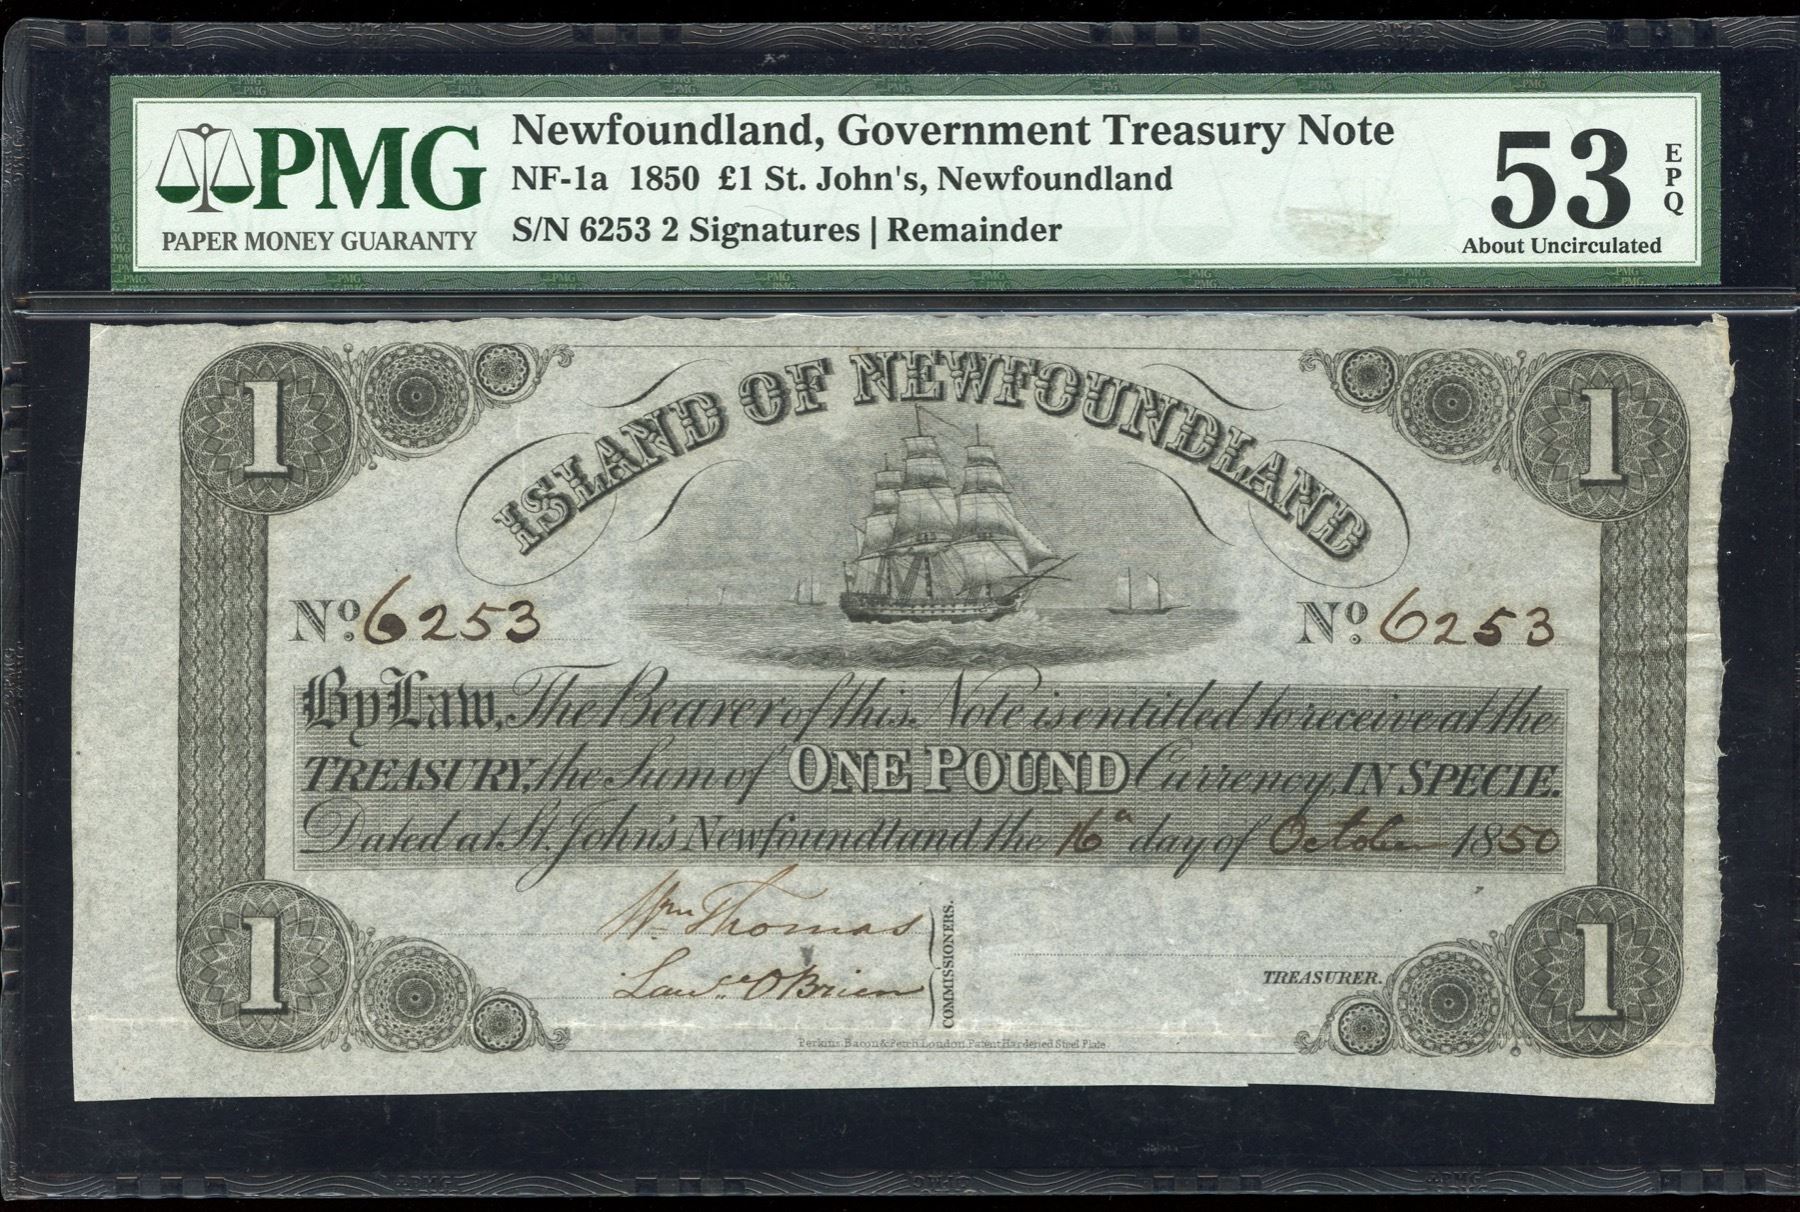 PMG
PAPER MONEY GUARANTY
Newfoundland, Government Treasury Note
NF-1a 1850 £1 St. John's, Newfoundland
S/N 6253 2 Signatures | Remainder
53
EPQ
About Uncirculated
1
1
ISLAND OF NEWFOUNDLAND
No. 6253
No. 6253
By Law, The Bearer of this Note is entitled to receive at the
TREASURY, the Sum of ONE POUND Currency, IN SPECIE.
Dated at St. John's Newfoundland the 16 day of October 1850
Wm Thomas
Lawce O'Brien
COMMISSIONERS.
TREASURER.
1
1
Perkins, Bacon & Petch London Patent Hardened Steel Plate